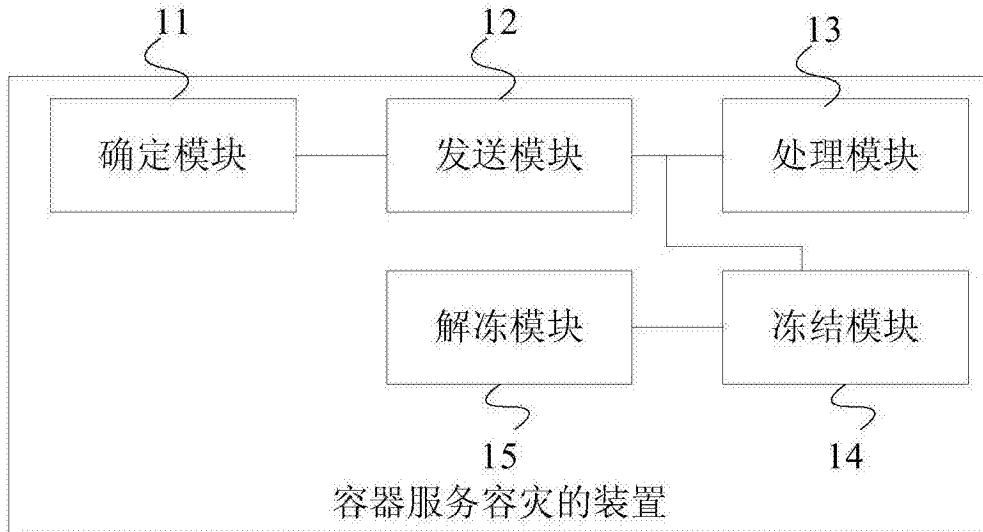 11 12 13
确定模块 发送模块 处理模块
解冻模块 冻结模块
15 14
容器服务容灾的装置